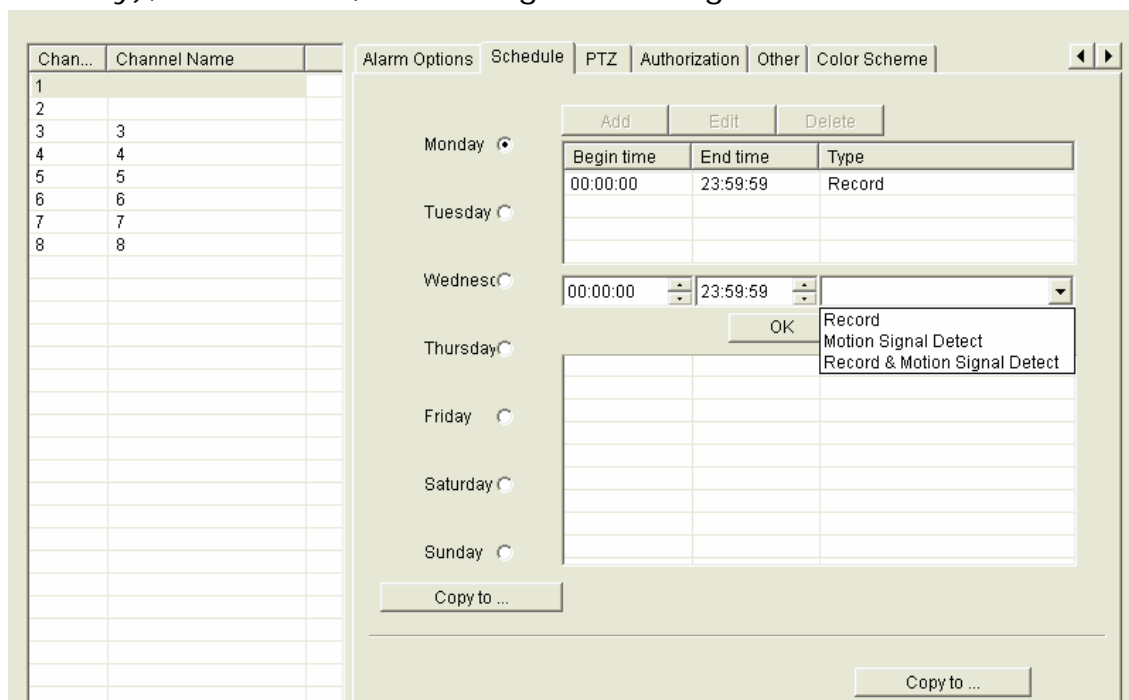 Chan... Channel Name
1
2
3 3
4 4
5 5
6 6
7 7
8 8
Alarm Options Schedule PTZ Authorization Other Color Scheme
Add Edit Delete
Monday
Begin time End time Type
00:00:00 23:59:59 Record
Tuesday
Wednesc
00:00:00 23:59:59
OK
Record
Motion Signal Detect
Record & Motion Signal Detect
Thursday
Friday
Saturday
Sunday
Copy to ...
Copy to ...